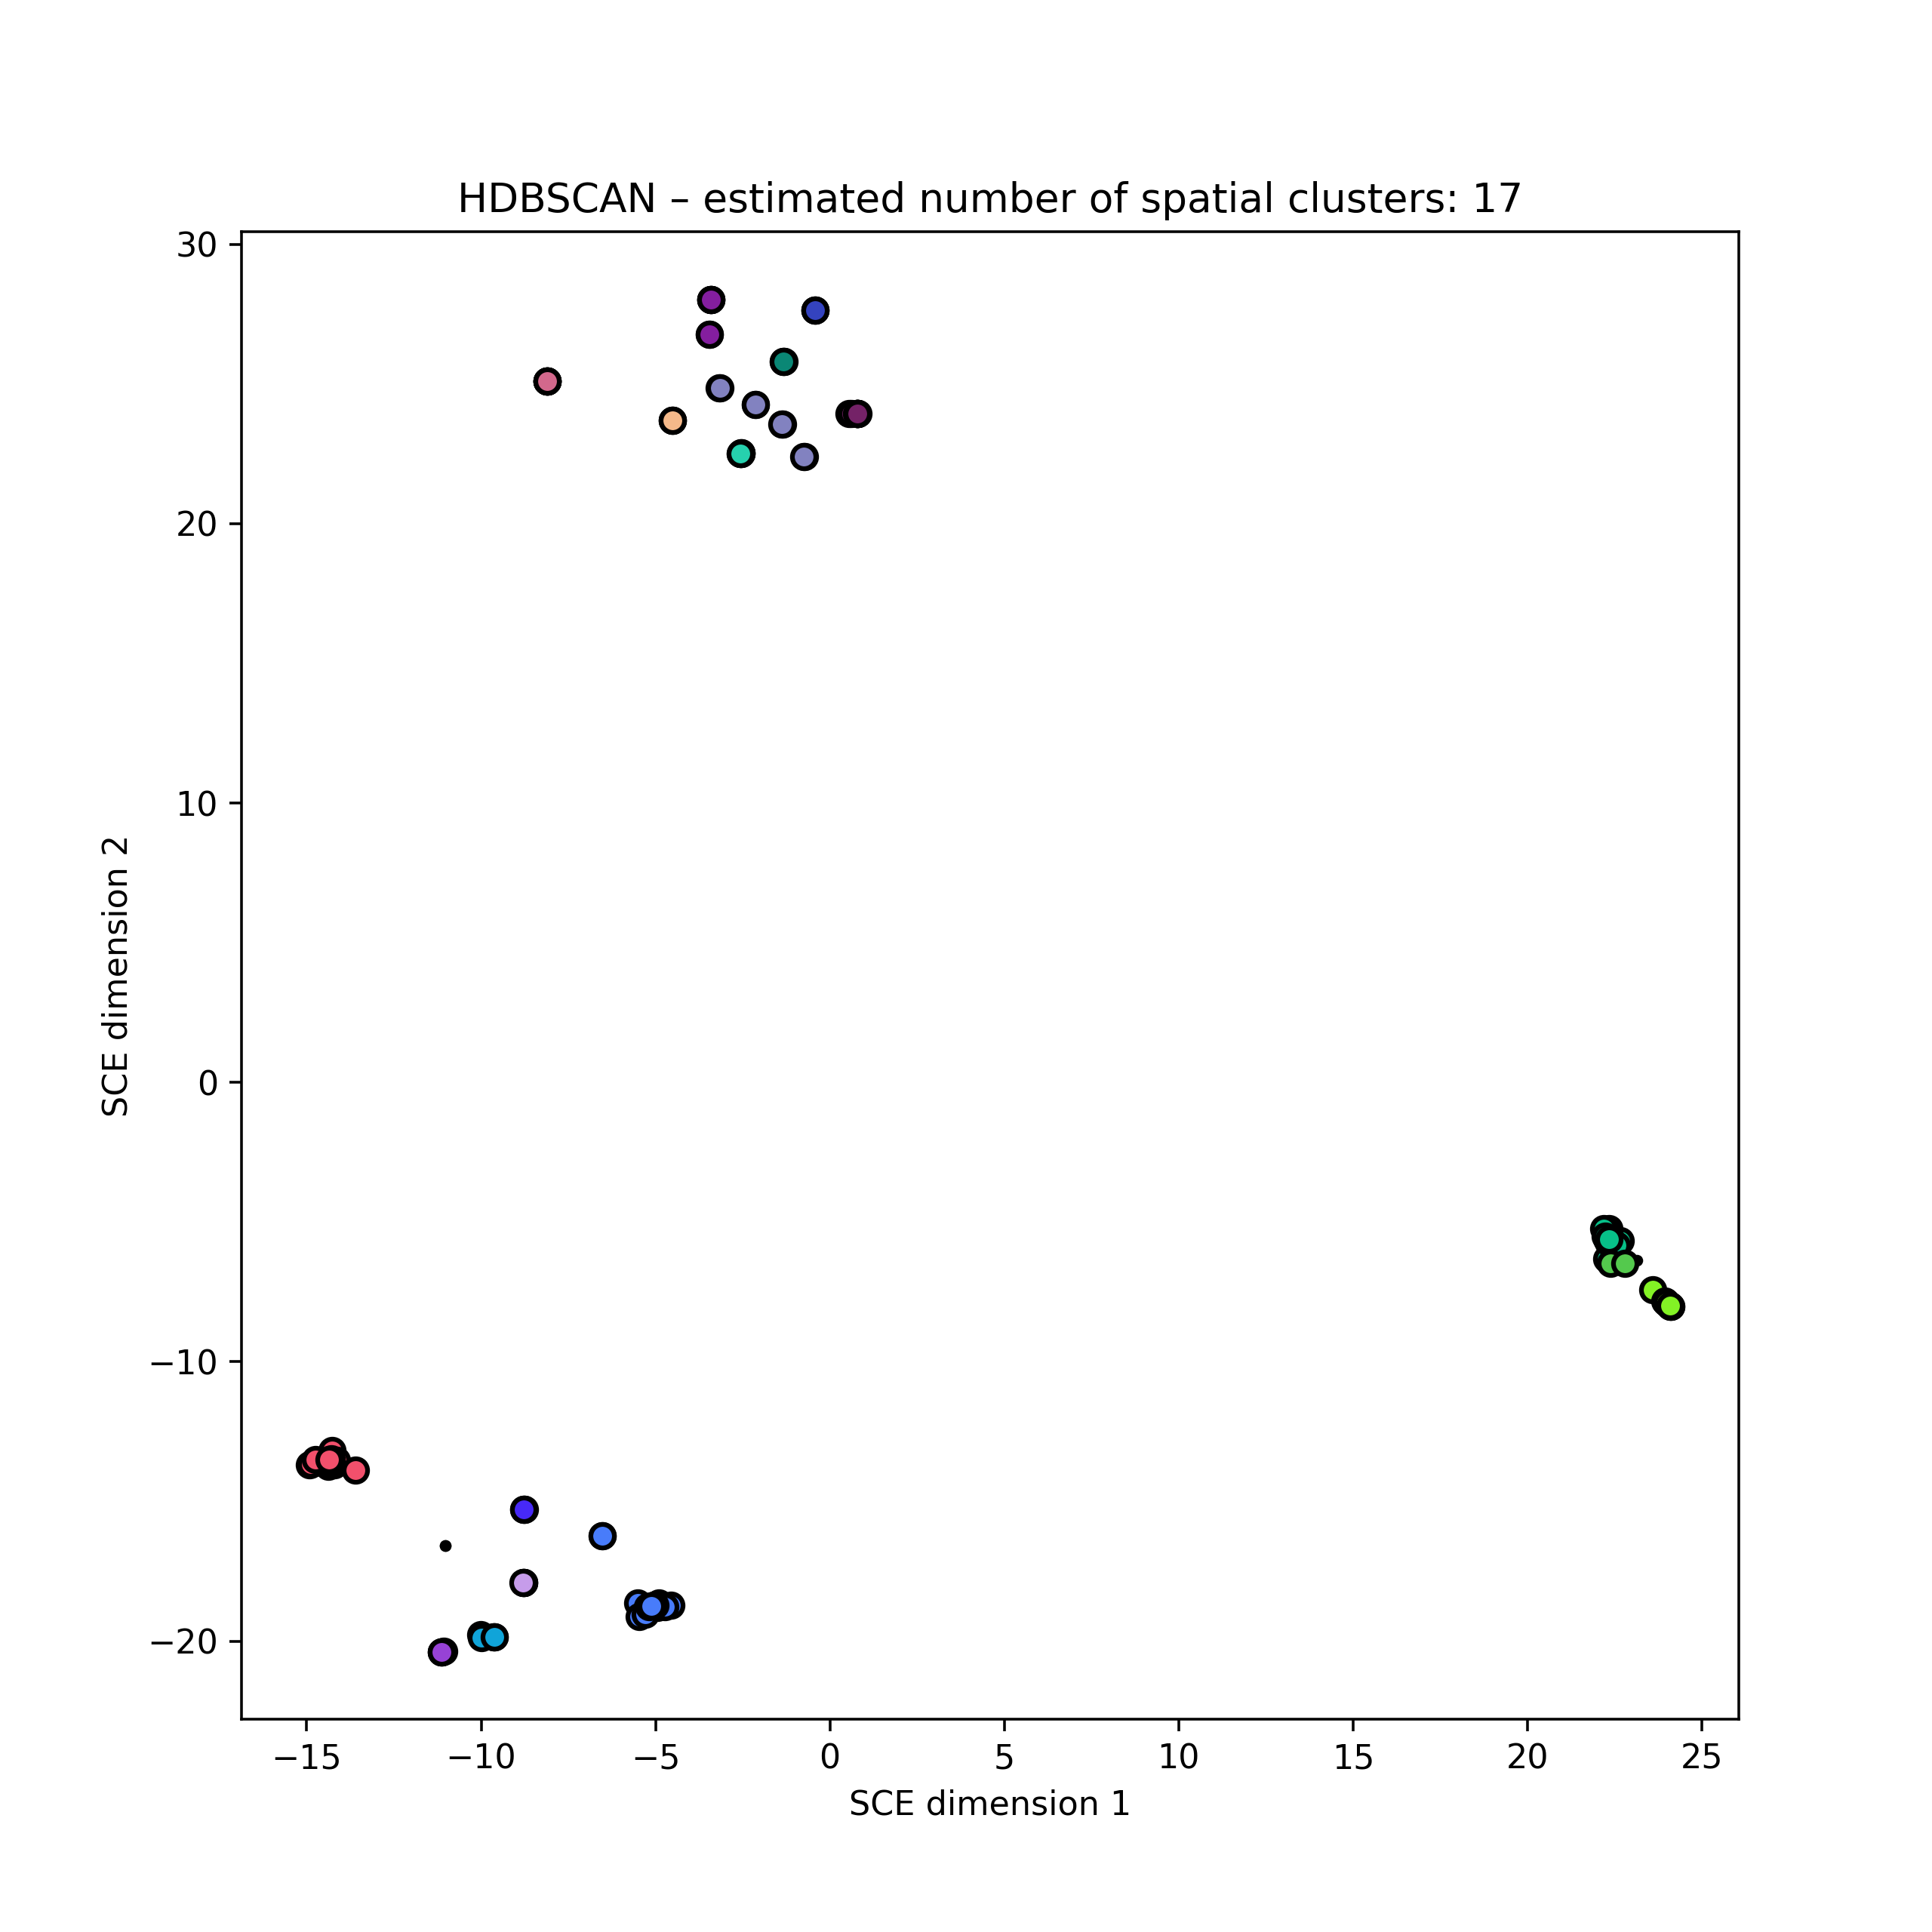 HDBSCAN – estimated number of spatial clusters: 17
30
20
10
0
−10
−20
SCE dimension 2
−15 −10 −5 0 5 10 15 20 25
SCE dimension 1